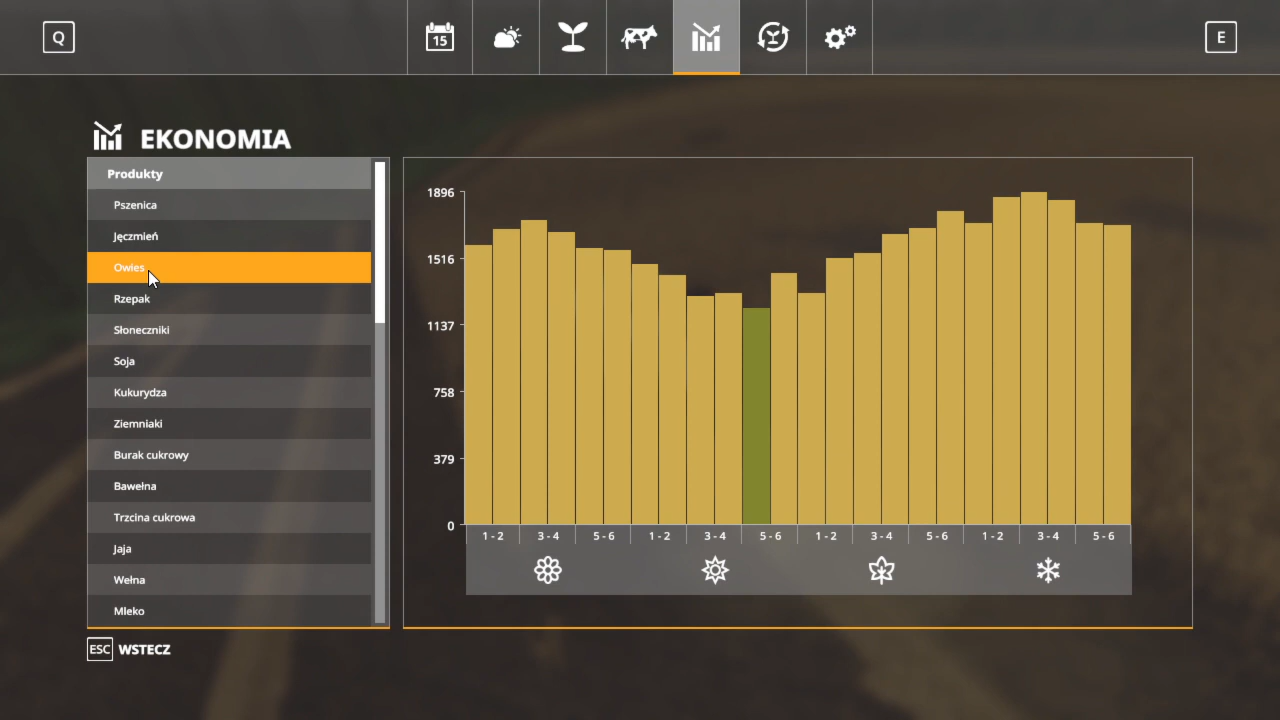 Q
15
E
EKONOMIA
Produkty
Pszenica
Jęczmień
Owies
Rzepak
Słoneczniki
Soja
Kukurydza
Ziemniaki
Burak cukrowy
Bawełna
Trzcina cukrowa
Jaja
Wełna
Mleko
1896
1516
1137
758
379
0
1 - 2 3 - 4 5 - 6 1 - 2 3 - 4 5 - 6 1 - 2 3 - 4 5 - 6 1 - 2 3 - 4 5 - 6
ESC WSTECZ